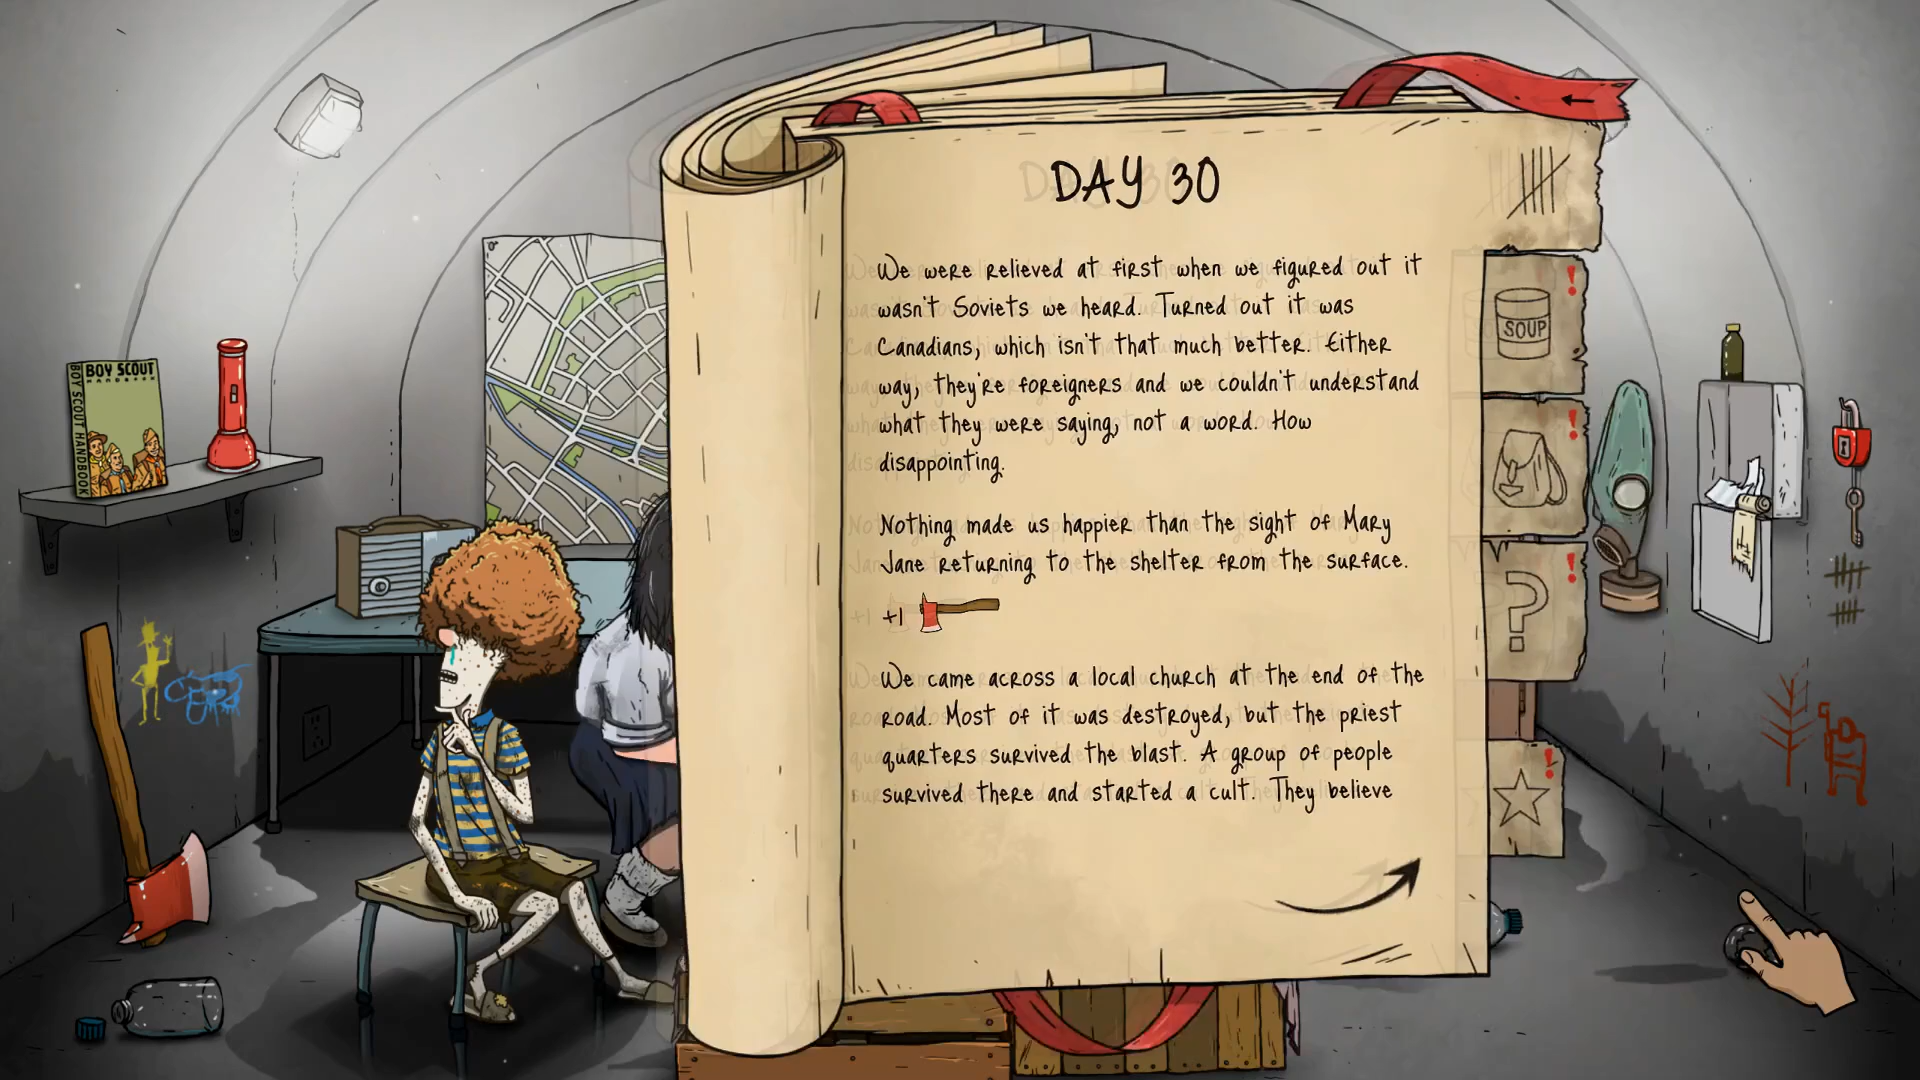 DAY 30
We were relieved at first when we figured out it
wasn't Soviets we heard. Turned out it was
Canadians, which isn't that much better. Either
way, they're foreigners and we couldn't understand
what they were saying, not a word. How
disappointing.
Nothing made us happier than the sight of Mary
Jane returning to the shelter from the surface.
+1
We came across a local church at the end of the
road. Most of it was destroyed, but the priest
quarters survived the blast. A group of people
survived there and started a cult. They believe
SOUP
!
!
?
!
!
BOY SCOUT
HANDBOOK
BOY SCOUT HANDBOOK